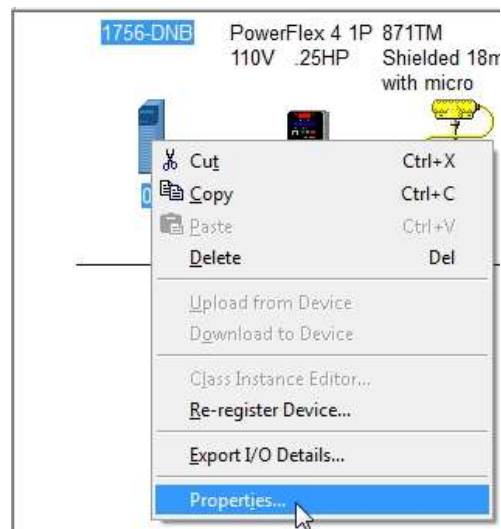 1756-DNB PowerFlex 4 1P 871TM
110V .25HP Shielded 18m
with micro
Cut Ctrl+X
Copy Ctrl+C
Paste Ctrl+V
Delete Del
Upload from Device
Download to Device
Class Instance Editor...
Re-register Device...
Export I/O Details...
Properties...